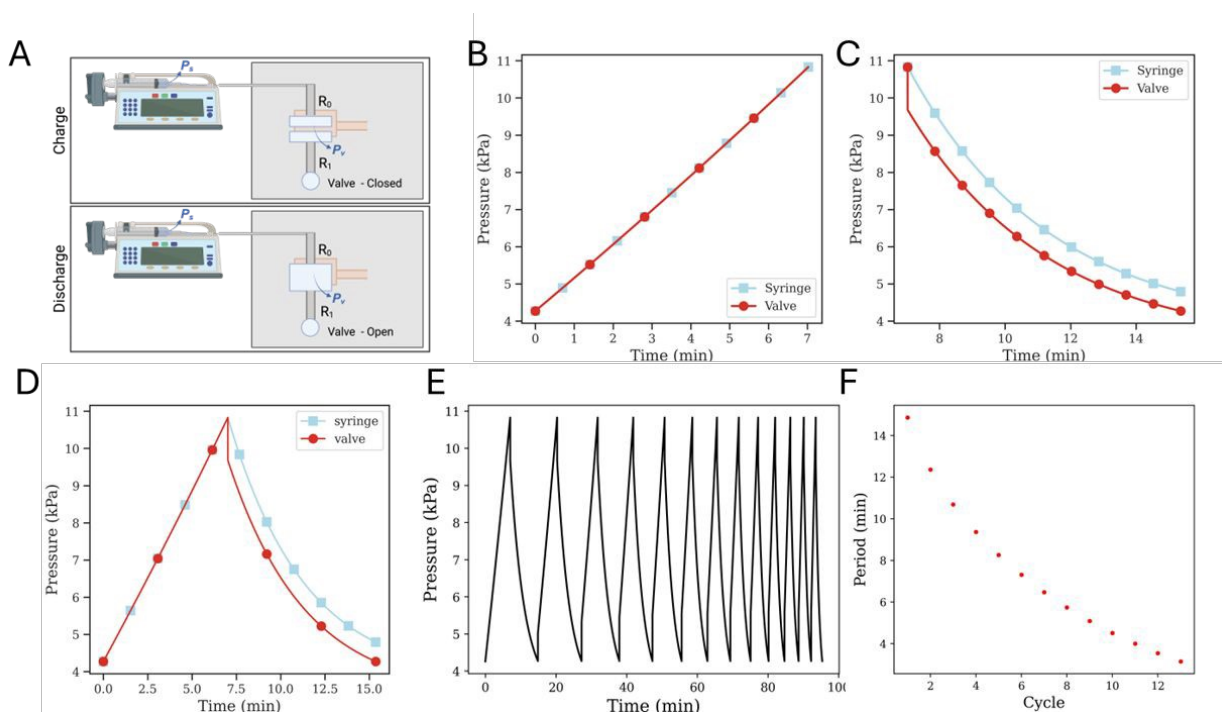 A
Charge
Ps
R0
Pv
R1
Valve - Closed
Discharge
Ps
R0
Pv
R1
Valve - Open
B
11
10
9
8
7
6
5
4
Pressure (kPa)
Syringe
Valve
0 1 2 3 4 5 6 7
Time (min)
C
11
10
9
8
7
6
5
4
Pressure (kPa)
Syringe
Valve
8 10 12 14
Time (min)
D
11
10
9
8
7
6
5
4
Pressure (kPa)
syringe
valve
0.0 2.5 5.0 7.5 10.0 12.5 15.0
Time (min)
E
11
10
9
8
7
6
5
4
Pressure (kPa)
0 20 40 60 80 100
Time (min)
F
14
12
10
8
6
4
Period (min)
2 4 6 8 10 12
Cycle